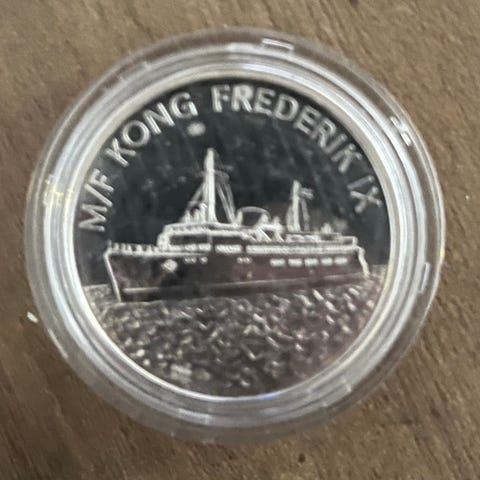 M/F KONG FREDERIK IX